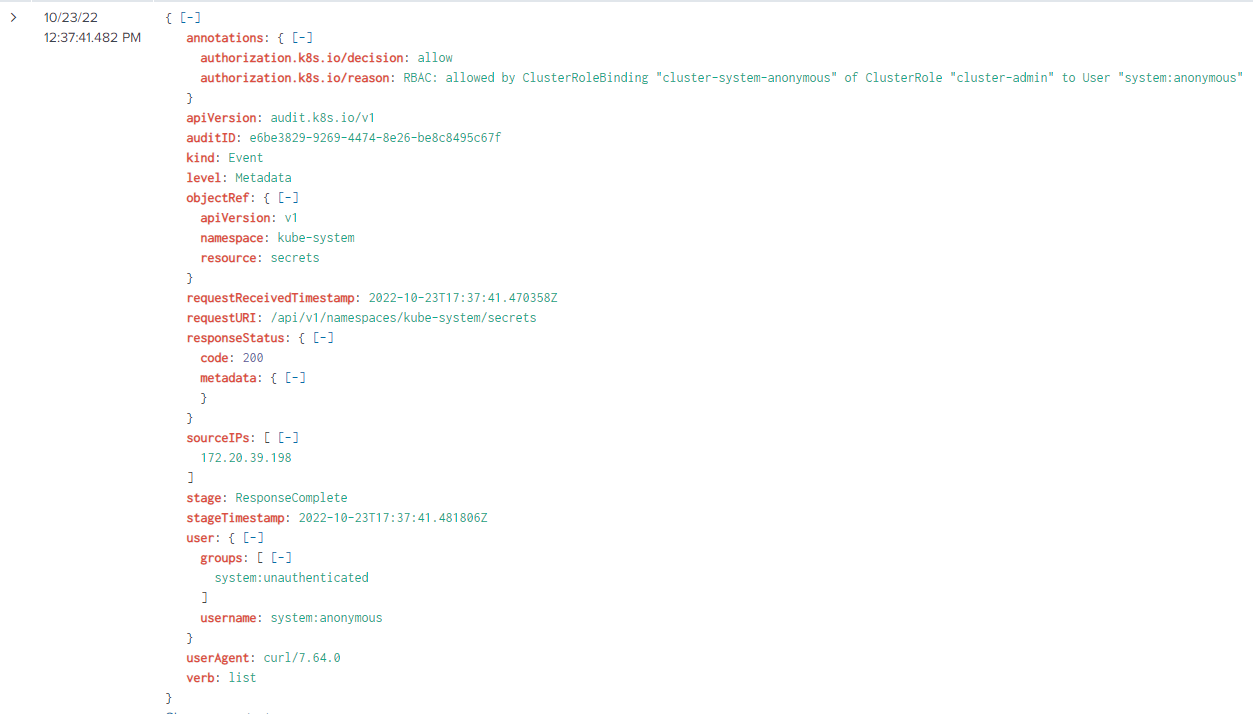 10/23/22
12:37:41.482 PM
{ [-]
annotations: { [-]
authorization.k8s.io/decision: allow
authorization.k8s.io/reason: RBAC: allowed by ClusterRoleBinding "cluster-system-anonymous" of ClusterRole "cluster-admin" to User "system:anonymous"
}
apiVersion: audit.k8s.io/v1
auditID: e6be3829-9269-4474-8e26-be8c8495c67f
kind: Event
level: Metadata
objectRef: { [-]
apiVersion: v1
namespace: kube-system
resource: secrets
}
requestReceivedTimestamp: 2022-10-23T17:37:41.470358Z
requestURI: /api/v1/namespaces/kube-system/secrets
responseStatus: { [-]
code: 200
metadata: { [-]
}
}
sourceIPs: [ [-]
172.20.39.198
]
stage: ResponseComplete
stageTimestamp: 2022-10-23T17:37:41.481806Z
user: { [-]
groups: [ [-]
system:unauthenticated
]
username: system:anonymous
}
userAgent: curl/7.64.0
verb: list
}